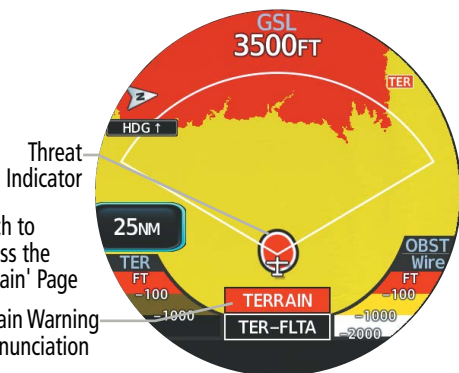 GSL
3500FT
TER
N
HDG ↑
Threat
Indicator
25NM
ch to
ss the
ain' Page
TER
FT
-100
-1000
OBST
Wire
FT
-100
-1000
-2000
TERRAIN
TER-FLTA
ain Warning
nunciation